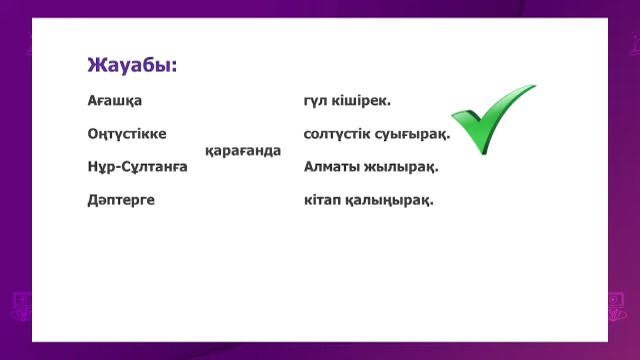 Жауабы:
Ағашқа гүл кішірек.
Оңтүстікке солтүстік суығырақ.
қарағанда
Нұр-Сұлтанға Алматы жылырақ.
Дәптерге кітап қалыңырақ.